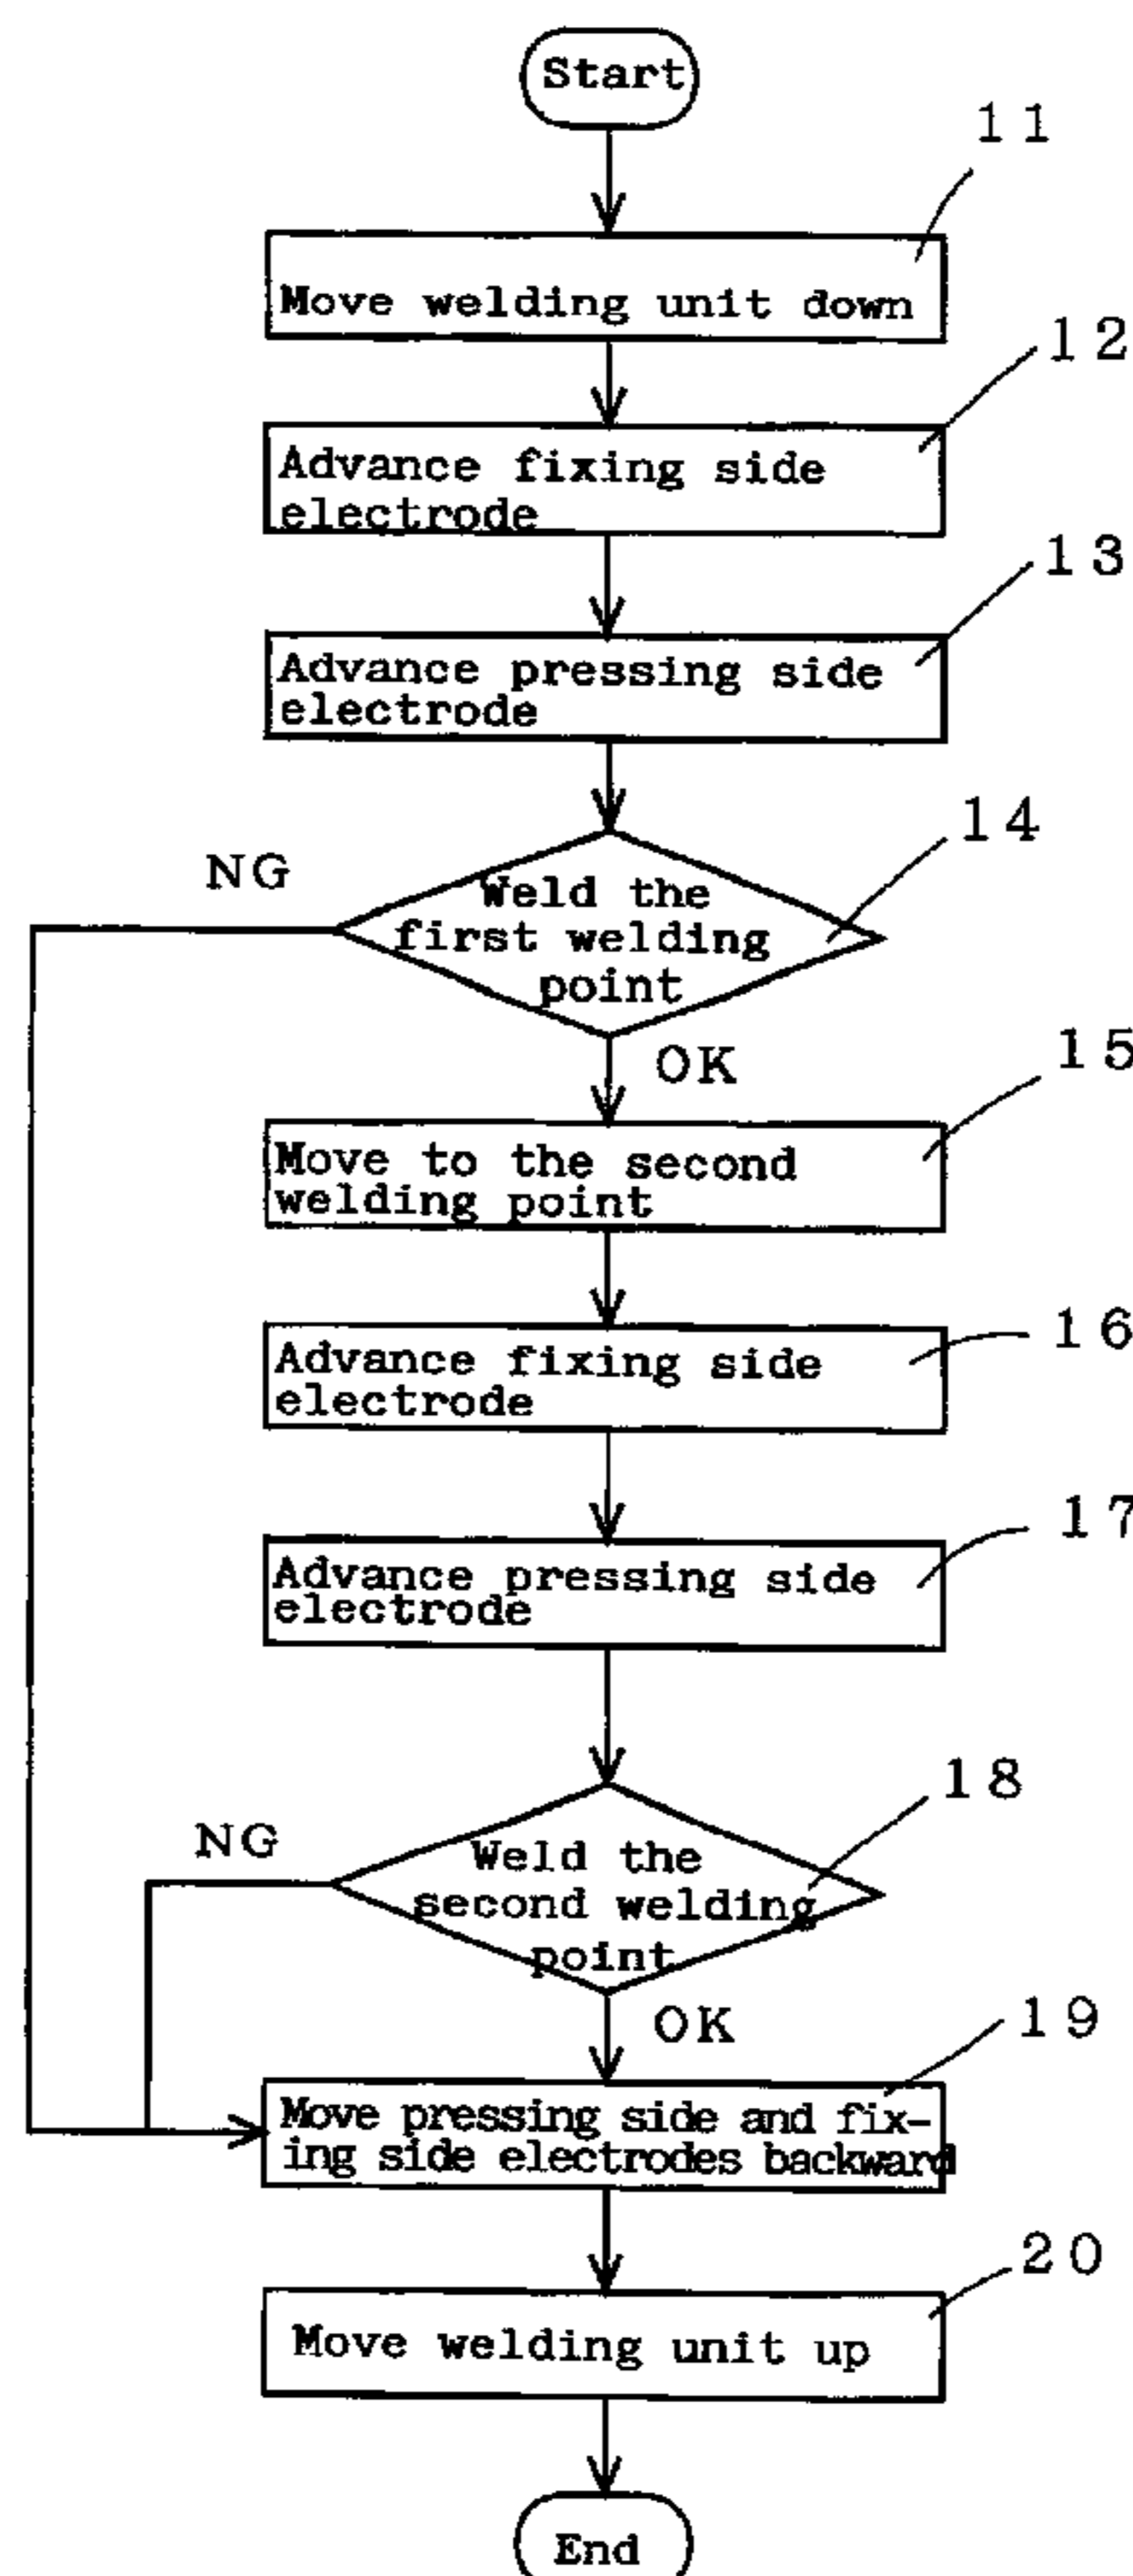 Start
11
Move welding unit down
12
Advance fixing side
electrode
13
Advance pressing side
electrode
14
NG
Weld the
first welding
point
OK
15
Move to the second
welding point
16
Advance fixing side
electrode
17
Advance pressing side
electrode
18
NG
Weld the
second welding
point
OK
19
Move pressing side and fix-
ing side electrodes backward
20
Move welding unit up
End